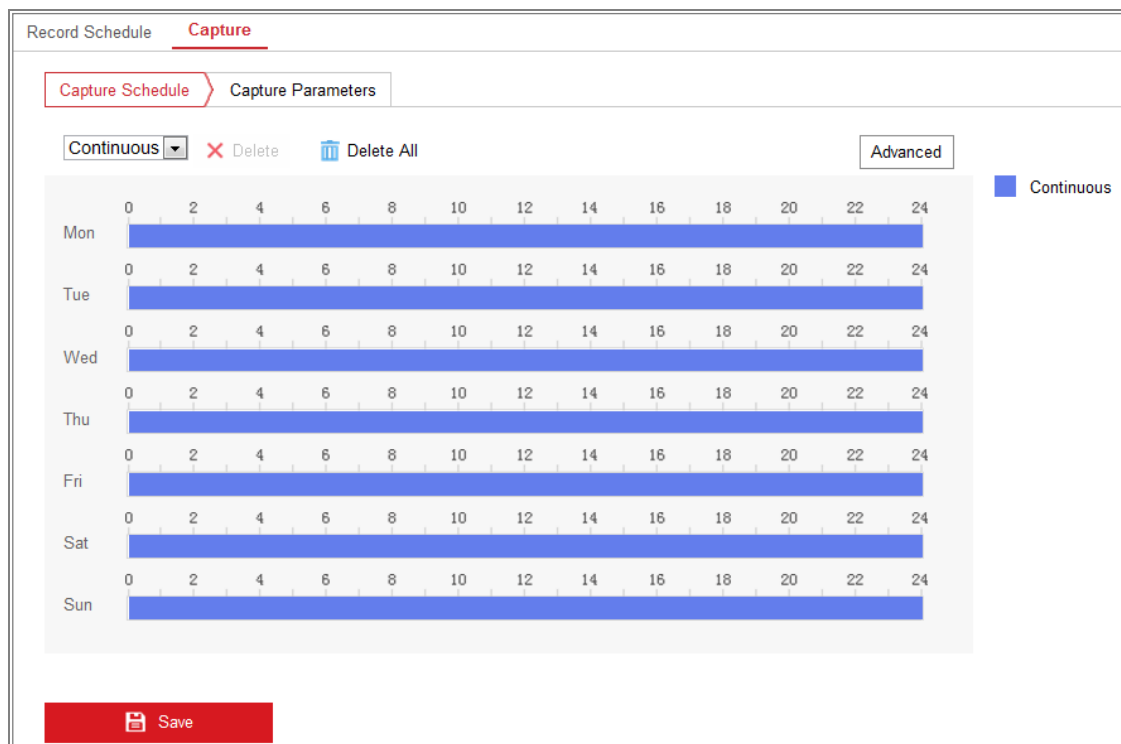 Record Schedule Capture
Capture Schedule Capture Parameters
Continuous Delete Delete All Advanced
Continuous
0 2 4 6 8 10 12 14 16 18 20 22 24
Mon
0 2 4 6 8 10 12 14 16 18 20 22 24
Tue
0 2 4 6 8 10 12 14 16 18 20 22 24
Wed
0 2 4 6 8 10 12 14 16 18 20 22 24
Thu
0 2 4 6 8 10 12 14 16 18 20 22 24
Fri
0 2 4 6 8 10 12 14 16 18 20 22 24
Sat
0 2 4 6 8 10 12 14 16 18 20 22 24
Sun
Save